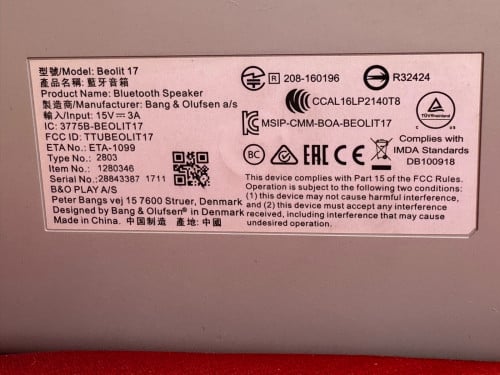 型號/Model: Beolit 17
產品名稱: 藍牙音箱
Product Name: Bluetooth Speaker
製造商/Manufacturer: Bang & Olufsen a/s
輸入/Input: 15V ⎓ 3A
IC: 3775B-BEOLIT17
FCC ID: TTUBEOLIT17
ETA No.: ETA-1099
Type No.: 2803
Item No.: 1280346
Serial No: 28843387 1711
B&O PLAY A/S
Peter Bangs vej 15 7600 Struer, Denmark
Designed by Bang & Olufsen® in Denmark
Made in China. 中国制造 產地: 中國
R 208-160196
R32424
CCAL16LP2140T8
MSIP-CMM-BOA-BEOLIT17
TÜVRheinland
C US
BC
EAC
CE
Complies with
IMDA Standards
DB100918
This device complies with Part 15 of the FCC Rules.
Operation is subject to the following two conditions:
(1) this device may not cause harmful interference,
and (2) this device must accept any interference
received, including interference that may cause
undesired operation.